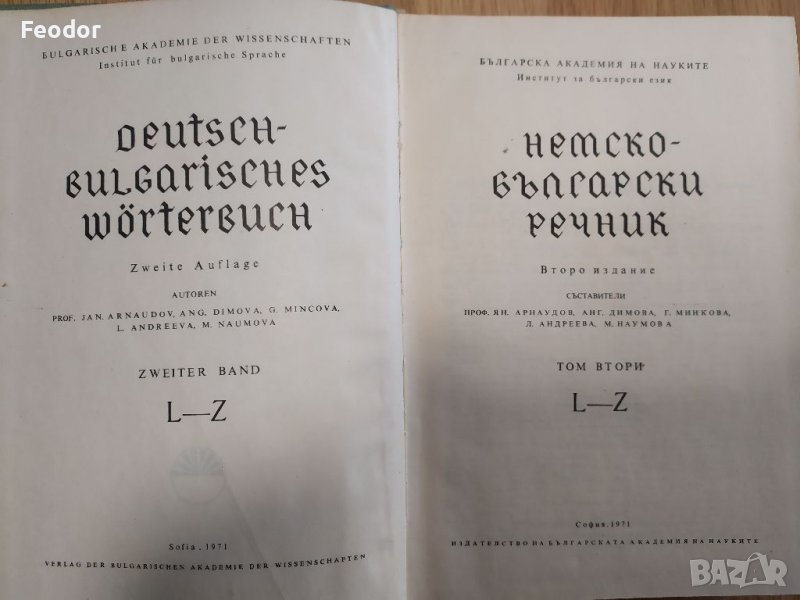 Feodor
BULGARISCHE AKADEMIE DER WISSENSCHAFTEN
Institut für bulgarische Sprache
Deutsch-
Bulgarisches
Wörterbuch
Zweite Auflage
AUTOREN
PROF. JAN. ARNAUDOV, ANG. DIMOVA, G. MINCOVA,
L. ANDREEVA, M. NAUMOVA
ZWEITER BAND
L—Z
Sofia, 1971
VERLAG DER BULGARISCHEN AKADEMIE DER WISSENSCHAFTEN
БЪЛГАРСКА АКАДЕМИЯ НА НАУКИТЕ
Институт за български език
Немско-
български
речник
Второ издание
СЪСТАВИТЕЛИ
ПРОФ. ЯН. АРНАУДОВ, АНГ. ДИМОВА, Г. МИНКОВА,
Л. АНДРЕЕВА, М. НАУМОВА
ТОМ ВТОРИ
L—Z
София, 1971
ИЗДАТЕЛСТВО НА БЪЛГАРСКАТА АКАДЕМИЯ НА НАУКИТЕ
BAZAR